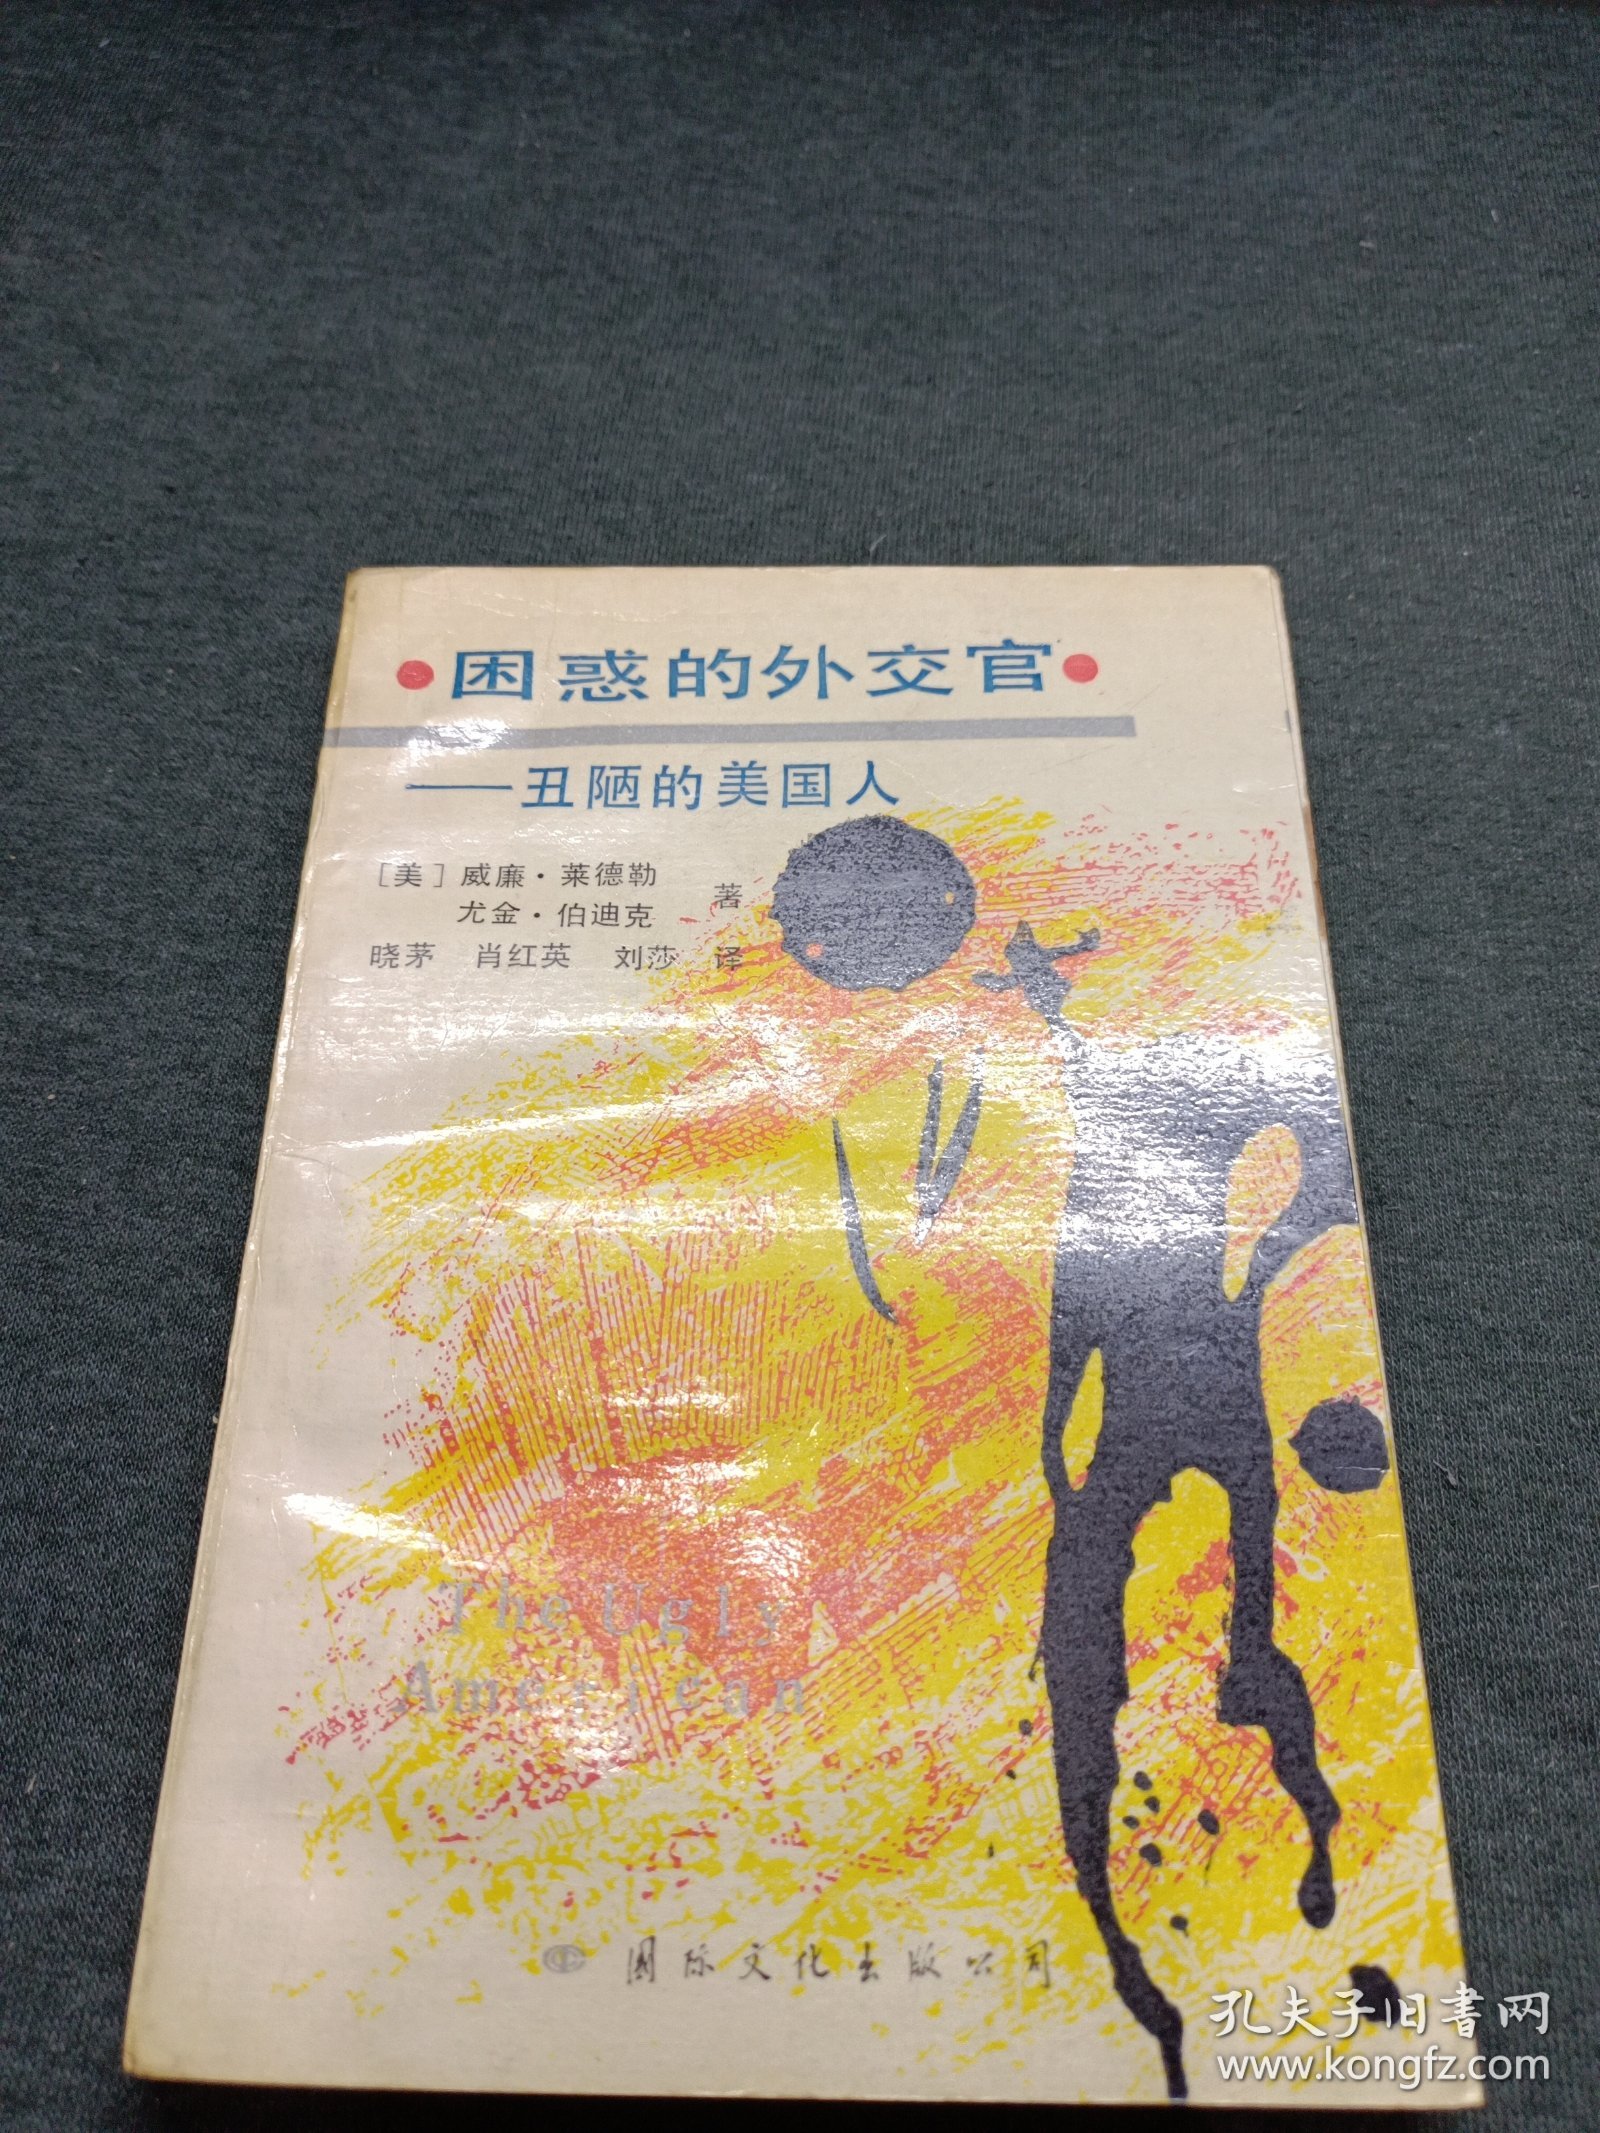 •困惑的外交官•
——丑陋的美国人
［美］威廉·莱德勒
尤金·伯迪克
著
晓茅 肖红英 刘莎 译
The Ugly
American
国际文化出版公司
孔夫子旧書网
www.kongfz.com